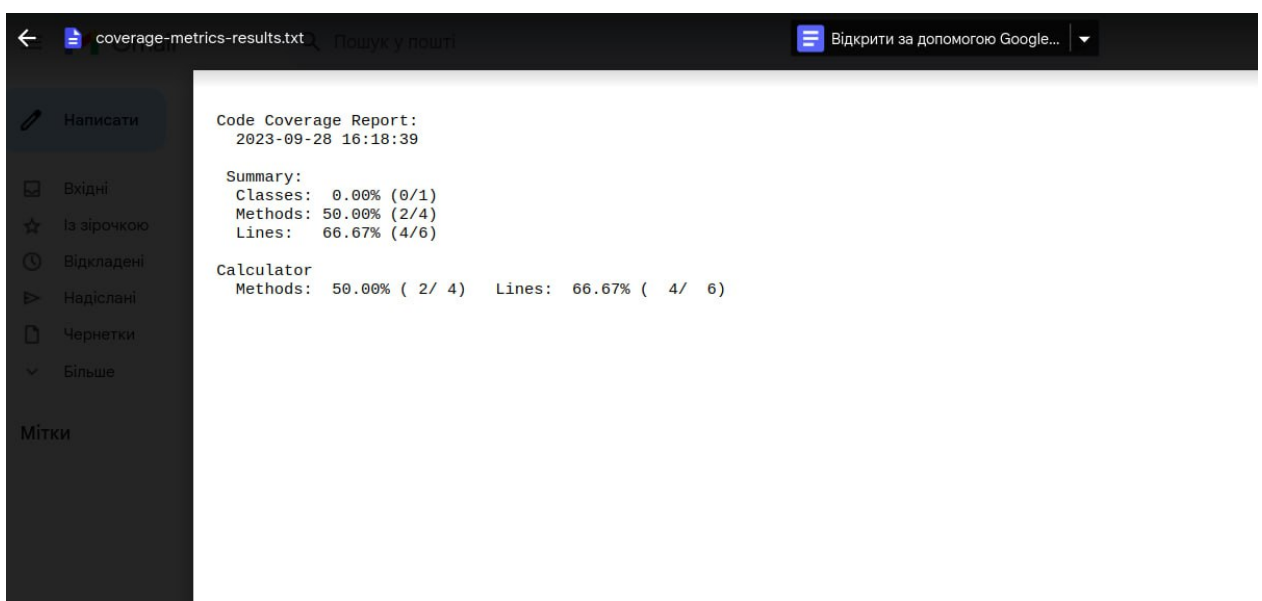 coverage-metrics-results.txt
Пошук у пошті
Відкрити за допомогою Google...
Написати
Вхідні
Із зірочкою
Відкладені
Надіслані
Чернетки
Більше
Мітки
Code Coverage Report:
2023-09-28 16:18:39
Summary:
Classes: 0.00% (0/1)
Methods: 50.00% (2/4)
Lines: 66.67% (4/6)
Calculator
Methods: 50.00% ( 2/ 4) Lines: 66.67% ( 4/ 6)